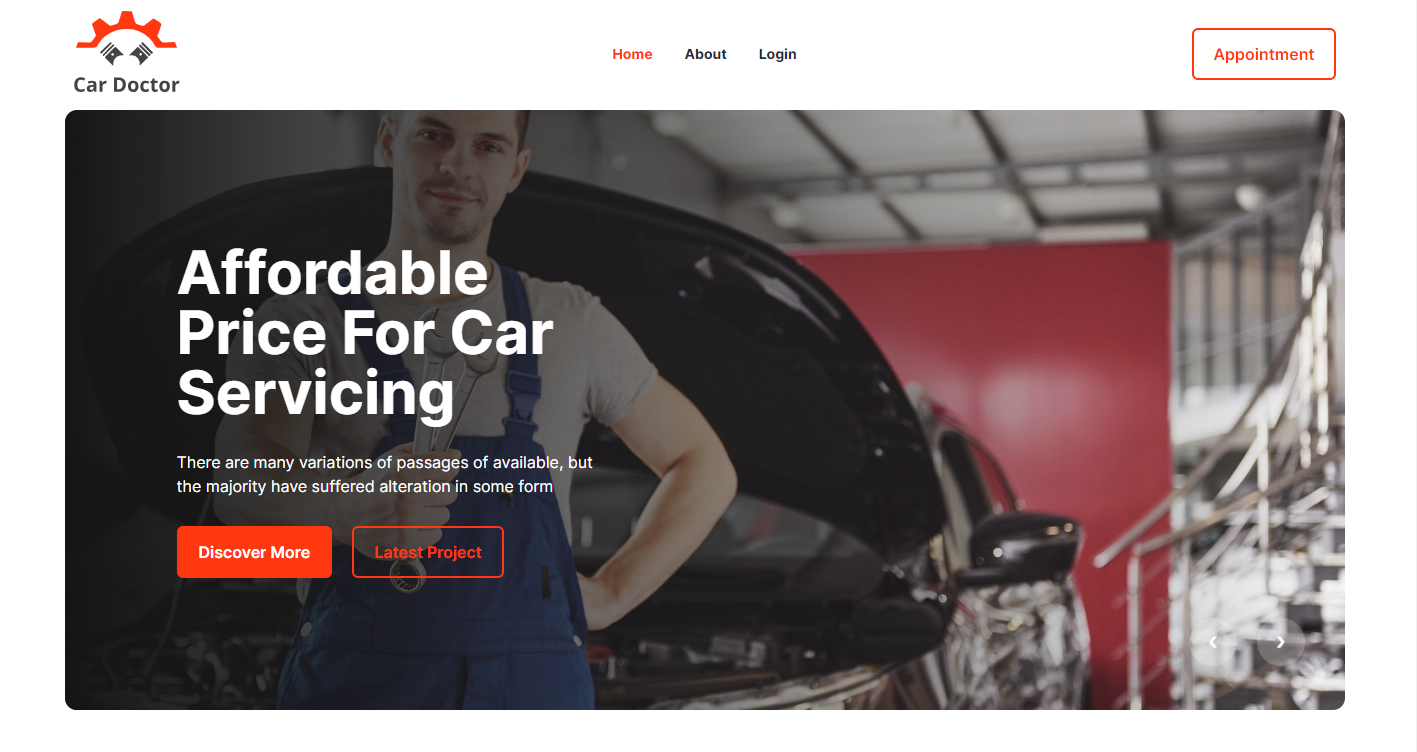 Car Doctor
Home
About
Login
Appointment
Affordable
Price For Car
Servicing
There are many variations of passages of available, but
the majority have suffered alteration in some form
Discover More
Latest Project